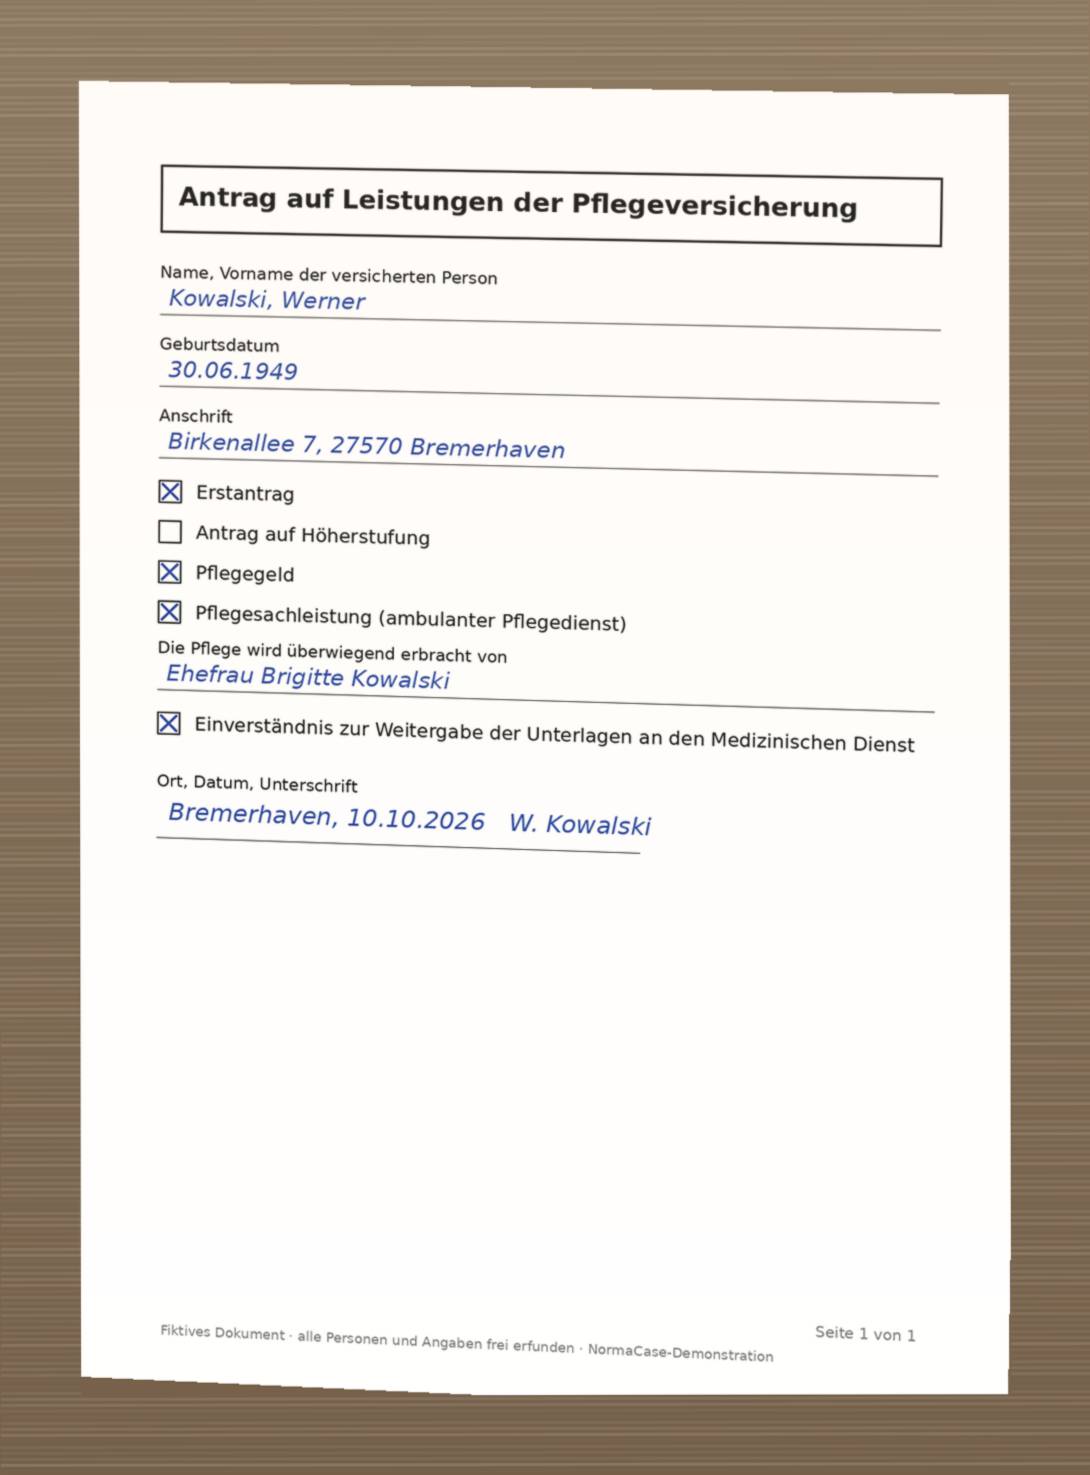 Antrag auf Leistungen der Pflegeversicherung
Name, Vorname der versicherten Person
Kowalski, Werner
Geburtsdatum
30.06.1949
Anschrift
Birkenallee 7, 27570 Bremerhaven
Erstantrag
Antrag auf Höherstufung
Pflegegeld
Pflegesachleistung (ambulanter Pflegedienst)
Die Pflege wird überwiegend erbracht von
Ehefrau Brigitte Kowalski
Einverständnis zur Weitergabe der Unterlagen an den Medizinischen Dienst
Ort, Datum, Unterschrift
Bremerhaven, 10.10.2026 W. Kowalski
Fiktives Dokument · alle Personen und Angaben frei erfunden · NormaCase-Demonstration
Seite 1 von 1